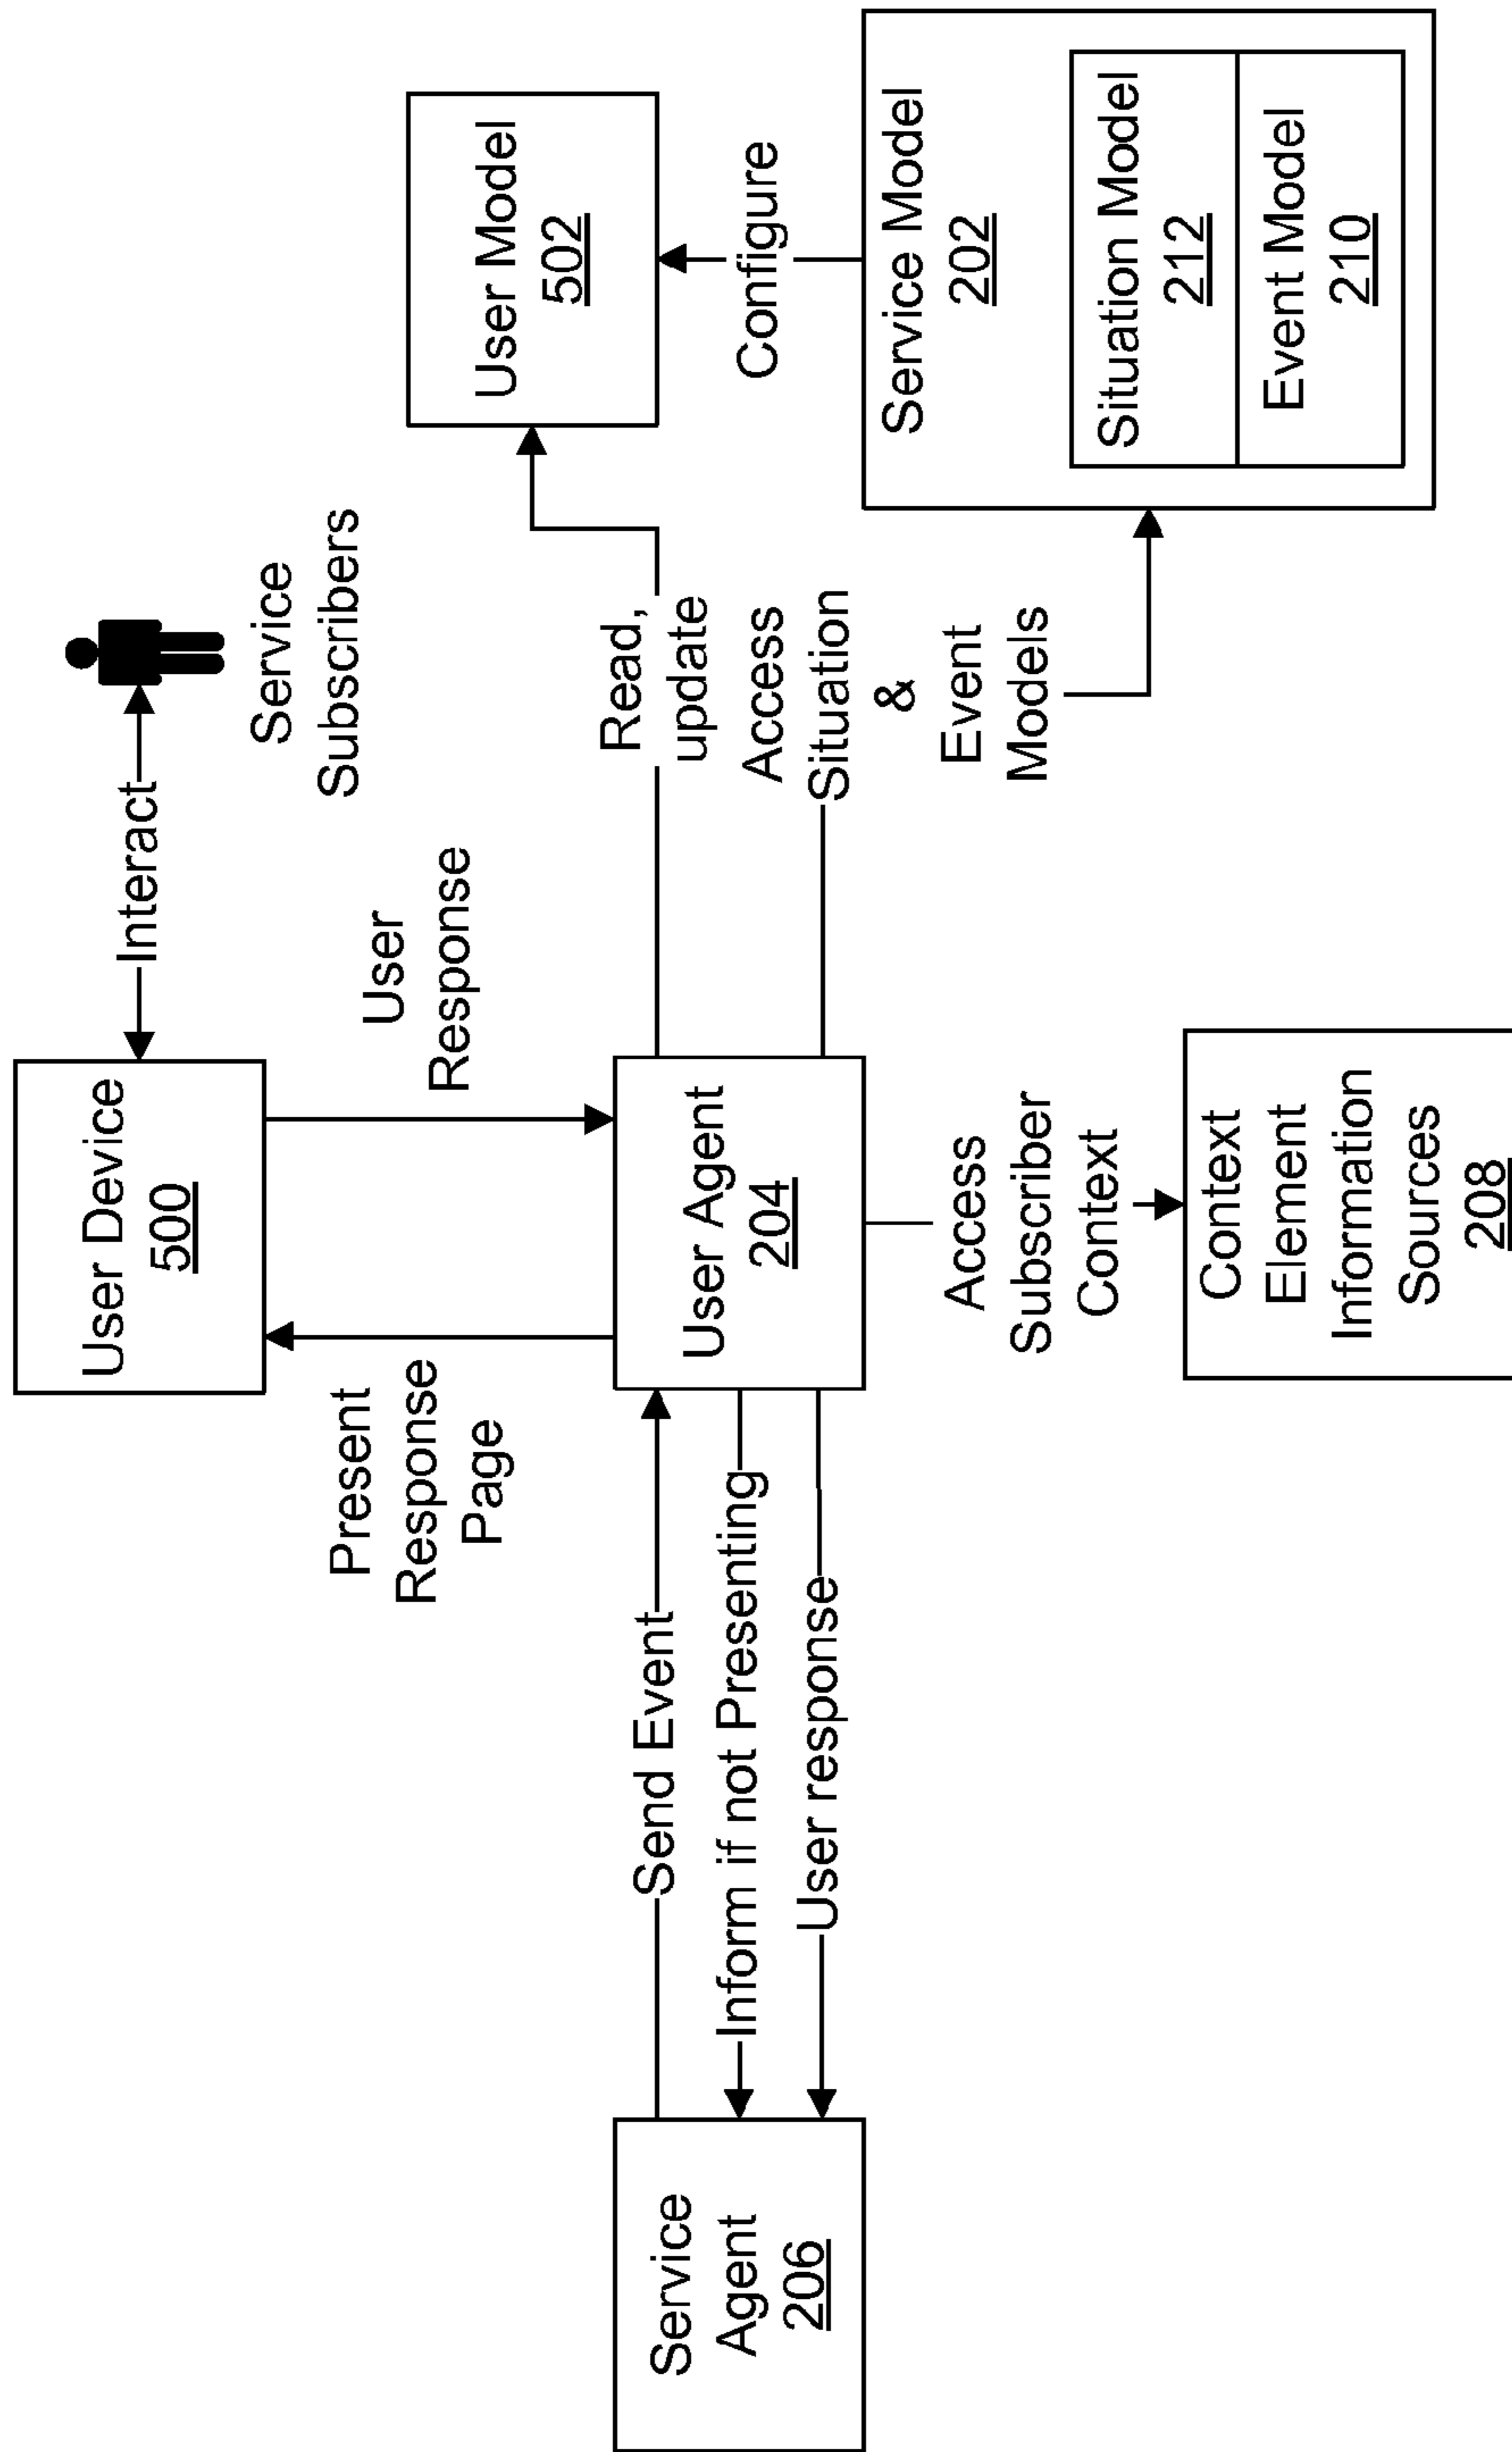 User Device
500
Interact
Service
Subscribers
Present
Response
Page
User
Response
User Model
502
Service
Agent
206
Send Event
Inform if not Presenting
User response
User Agent
204
Read,
update
Access
Situation
&
Event
Models
Configure
Access
Subscriber
Context
Context
Element
Information
Sources
208
Service Model
202
Situation Model
212
Event Model
210